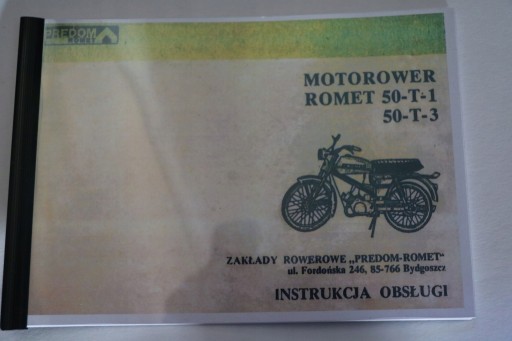 PREDOM
ROMET
MOTOROWER
ROMET 50-T-1
50-T-3
ZAKŁADY ROWEROWE „PREDOM-ROMET"
ul. Fordońska 246, 85-766 Bydgoszcz
INSTRUKCJA OBSŁUGI